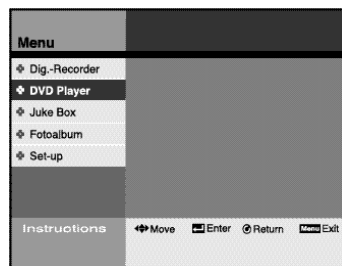 Menu
Dig.-Recorder
DVD Player
Juke Box
Fotoalbum
Set-up
Instructions Move Enter Return Menu Exit